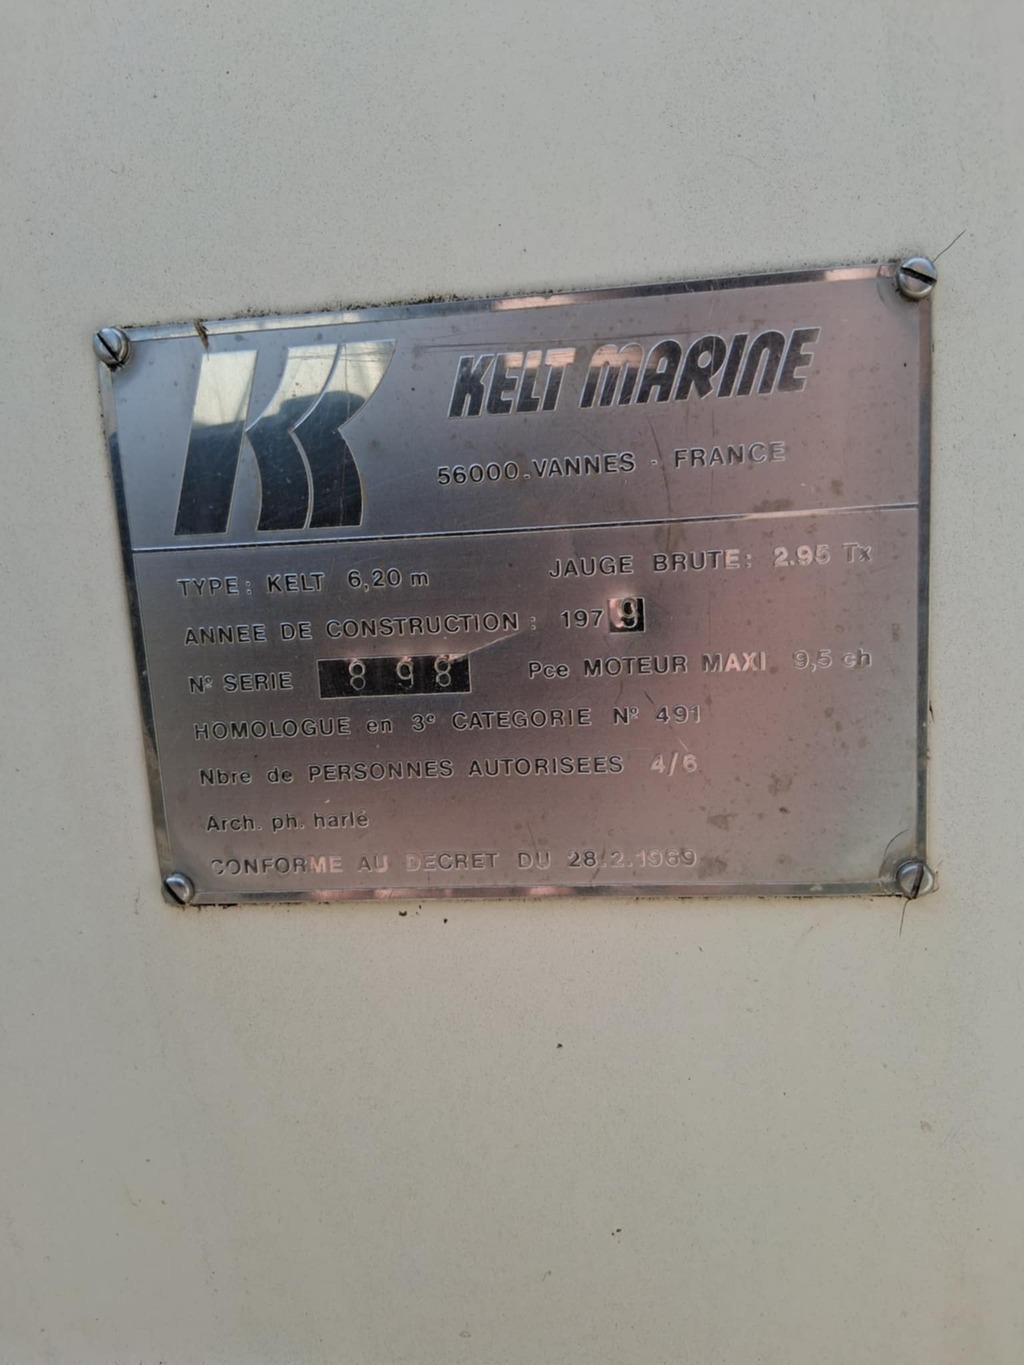 KELT MARINE
56000.VANNES - FRANCE
TYPE: KELT 6,20 m JAUGE BRUTE: 2.95 Tx
ANNEE DE CONSTRUCTION: 1979
N° SERIE 898 Pce MOTEUR MAXI 9,5 ch
HOMOLOGUE en 3e CATEGORIE N° 491
Nbre de PERSONNES AUTORISEES 4/6
Arch. ph. harlé
CONFORME AU DECRET DU 28.2.1969